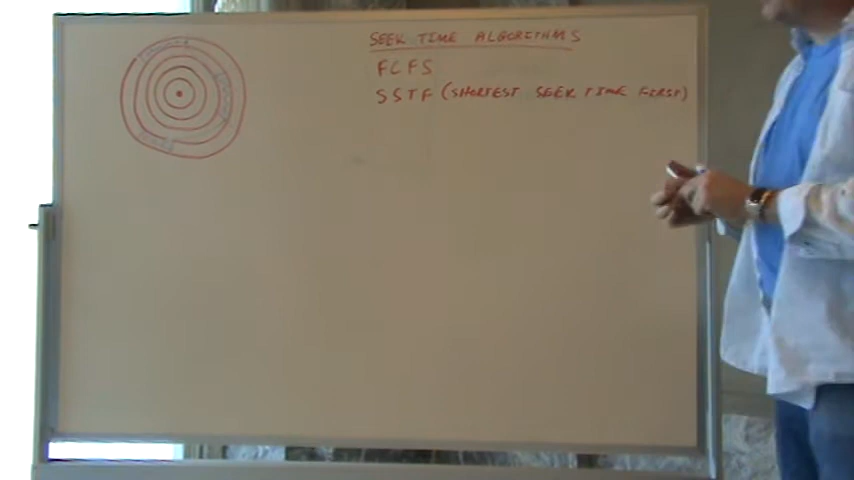 SEEK TIME ALGORITHMS
FCFS
SSTF (SHORTEST SEEK TIME FIRST)